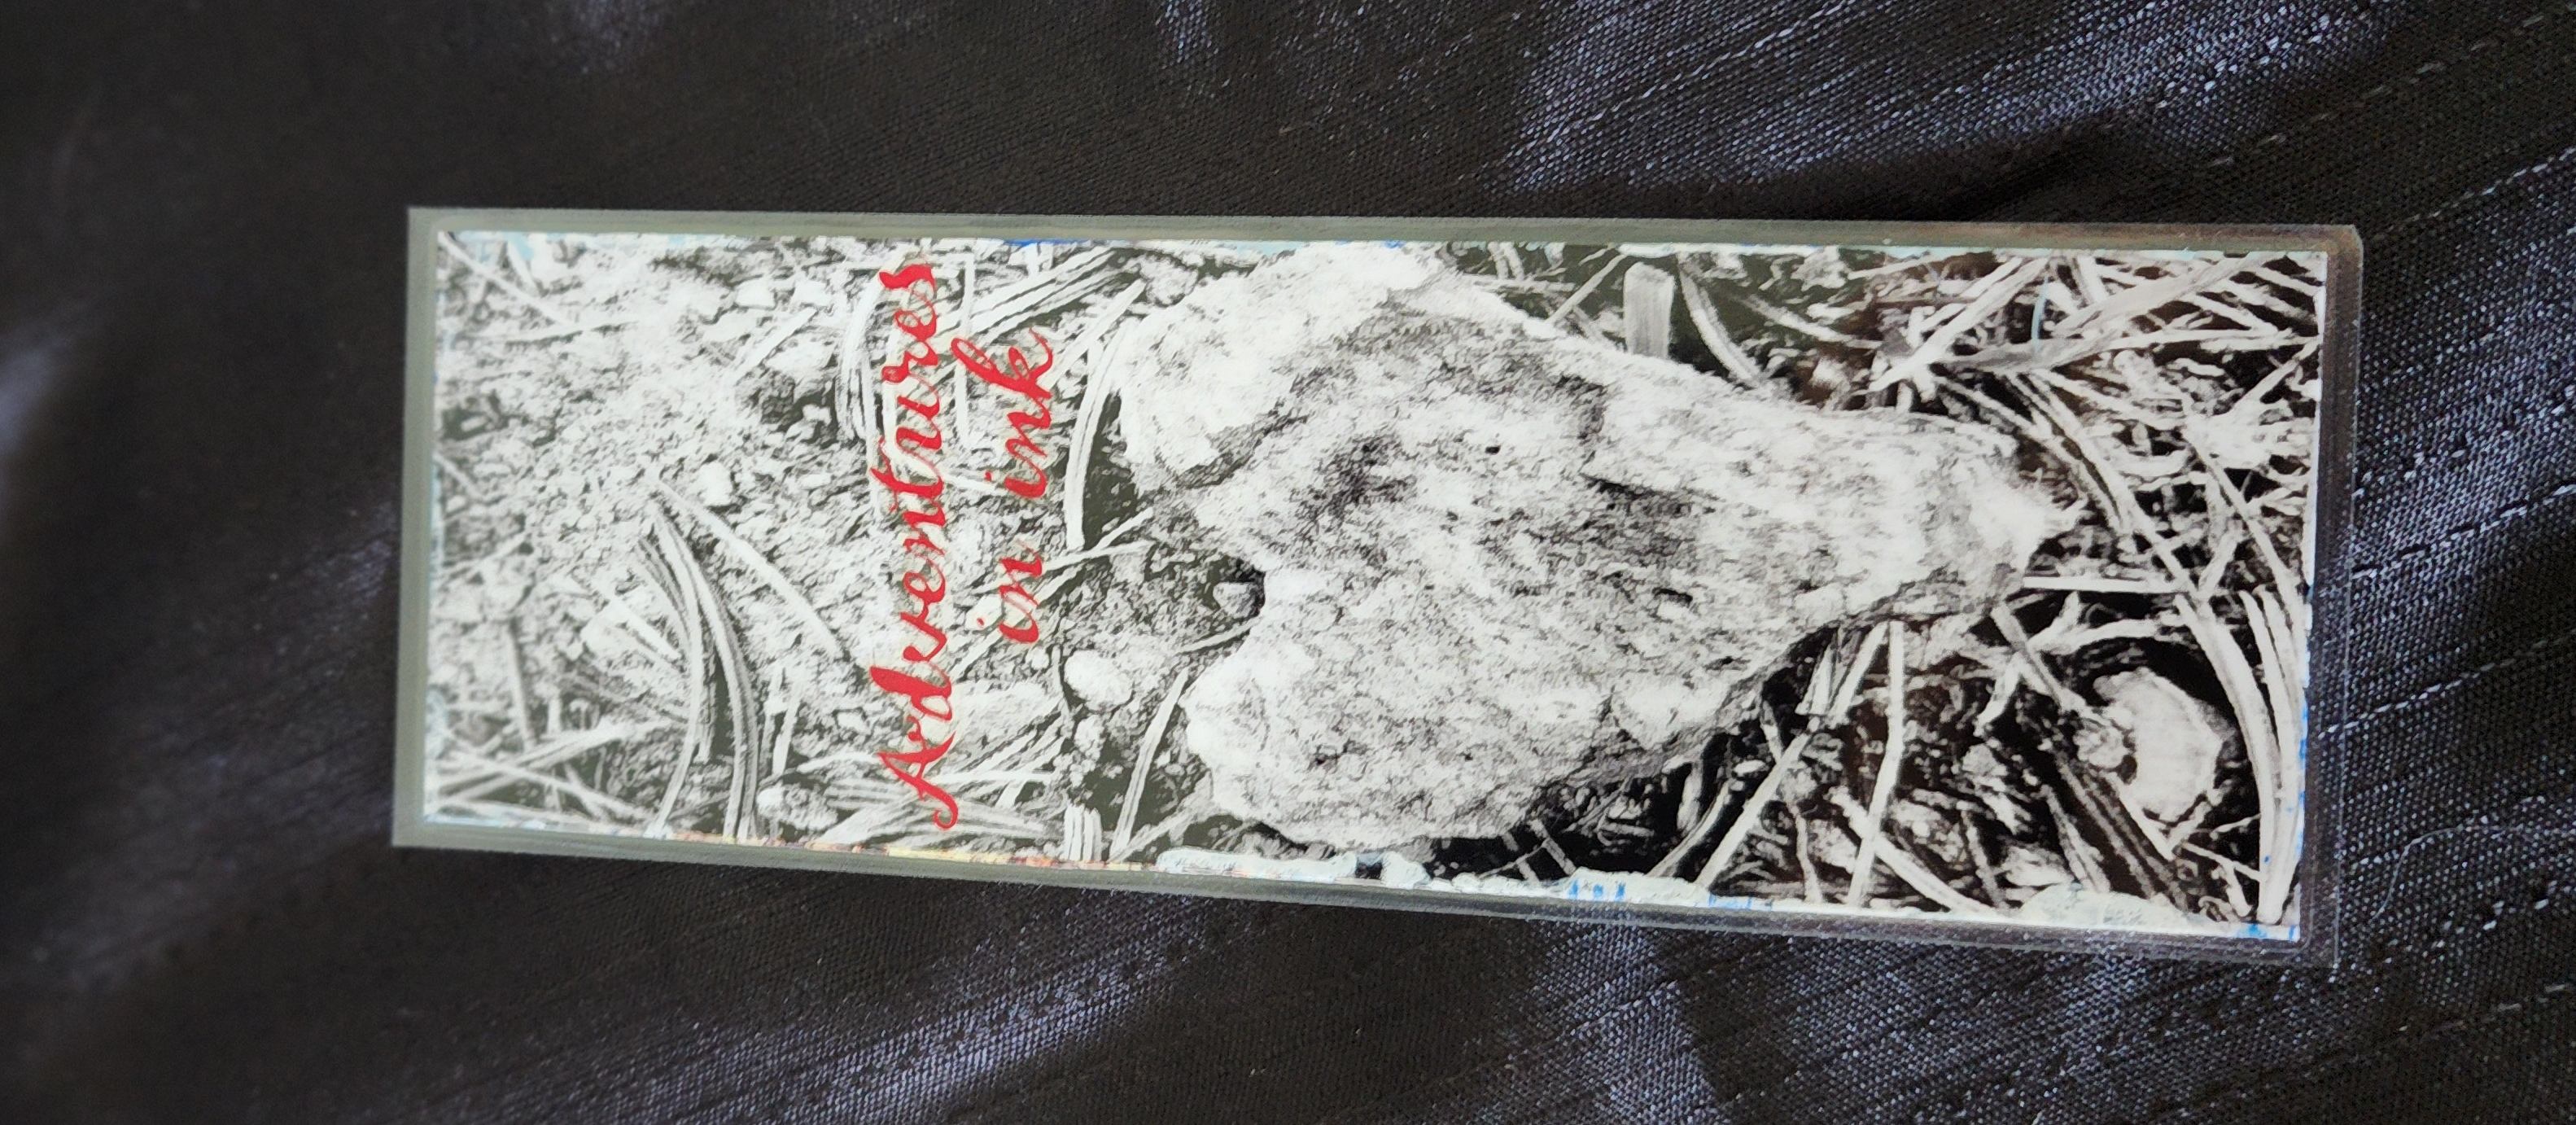 Adventures
in ink